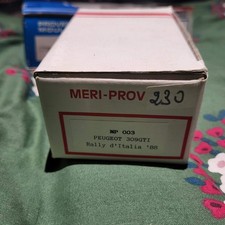 MERI-PROV
230
MP 003
PEUGEOT 309GTI
Rally d'Italia '88